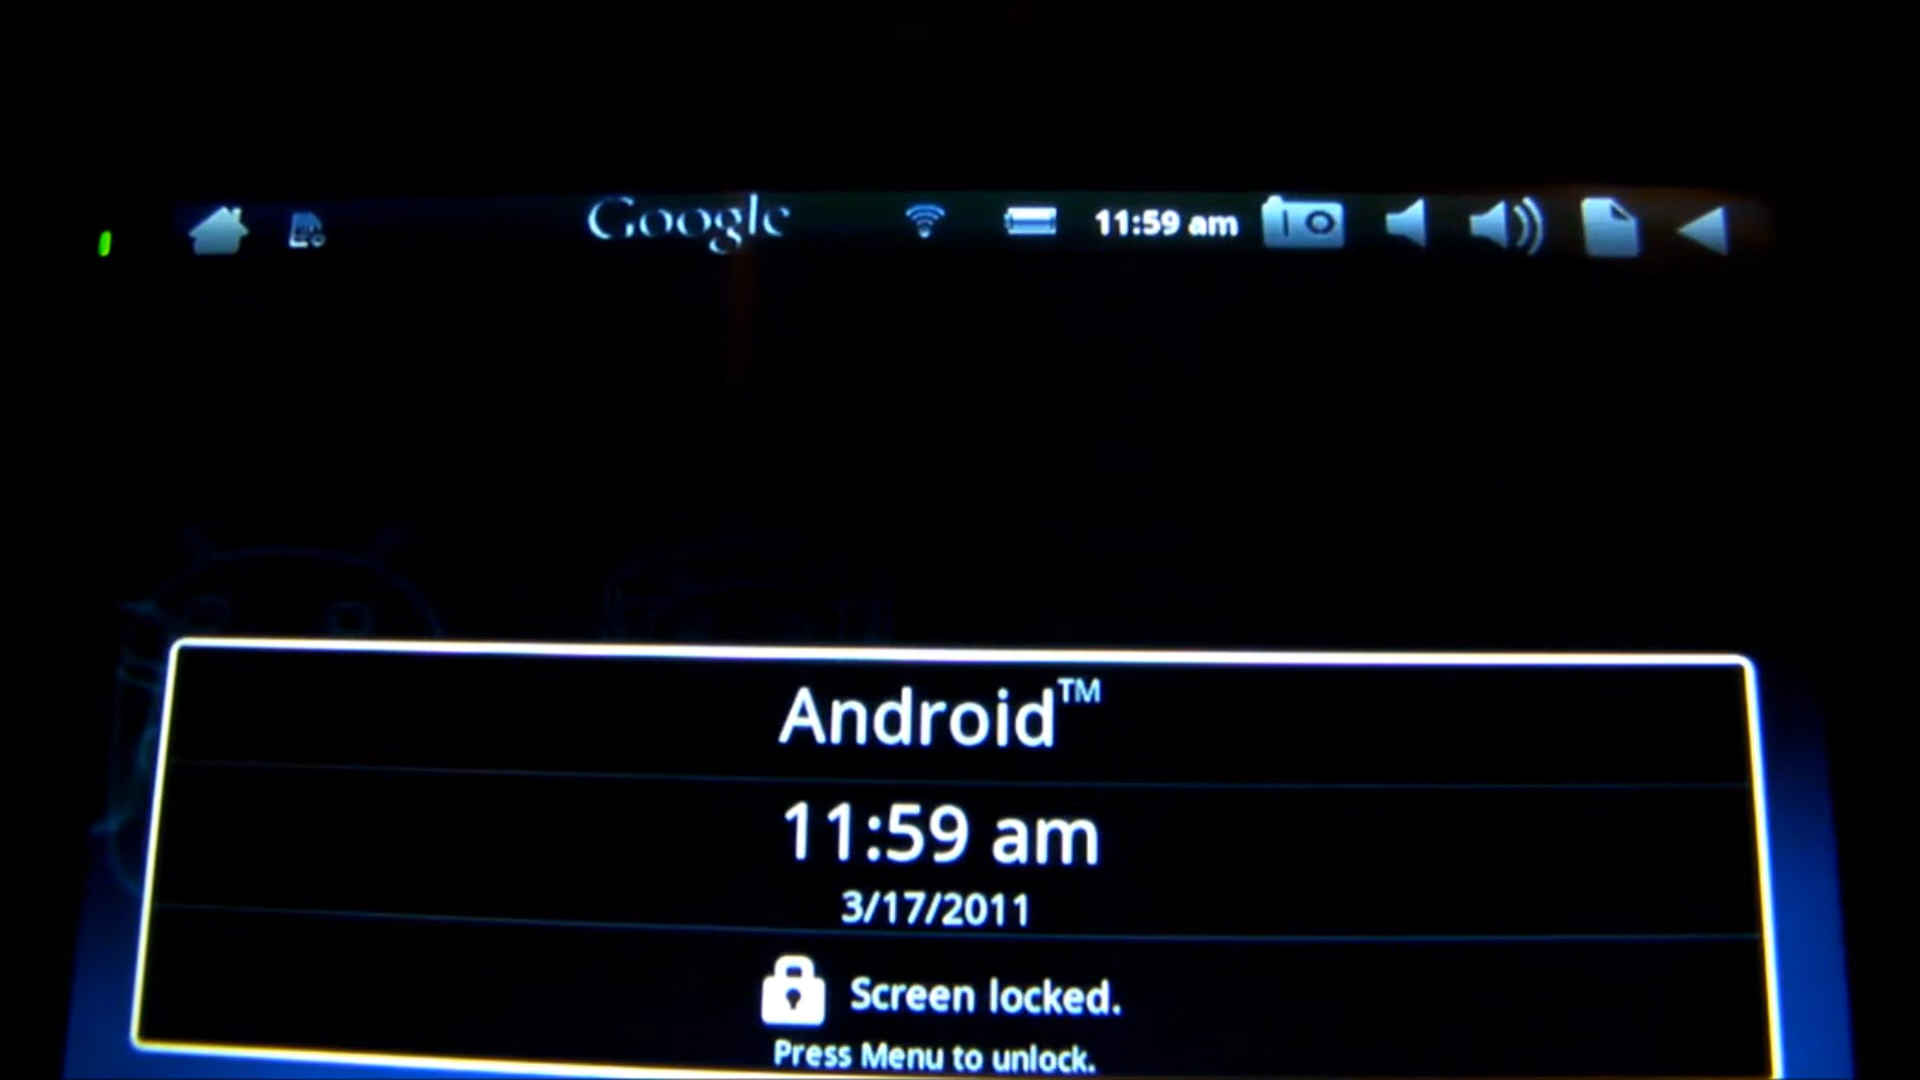 Google 11:59 am
Android™
11:59 am
3/17/2011
Screen locked.
Press Menu to unlock.